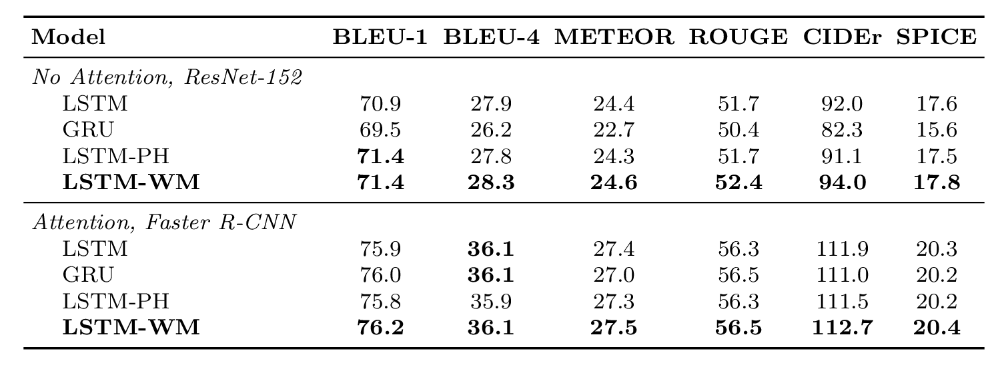 Model BLEU-1 BLEU-4 METEOR ROUGE CIDEr SPICE
No Attention, ResNet-152
LSTM 70.9 27.9 24.4 51.7 92.0 17.6
GRU 69.5 26.2 22.7 50.4 82.3 15.6
LSTM-PH 71.4 27.8 24.3 51.7 91.1 17.5
LSTM-WM 71.4 28.3 24.6 52.4 94.0 17.8
Attention, Faster R-CNN
LSTM 75.9 36.1 27.4 56.3 111.9 20.3
GRU 76.0 36.1 27.0 56.5 111.0 20.2
LSTM-PH 75.8 35.9 27.3 56.3 111.5 20.2
LSTM-WM 76.2 36.1 27.5 56.5 112.7 20.4